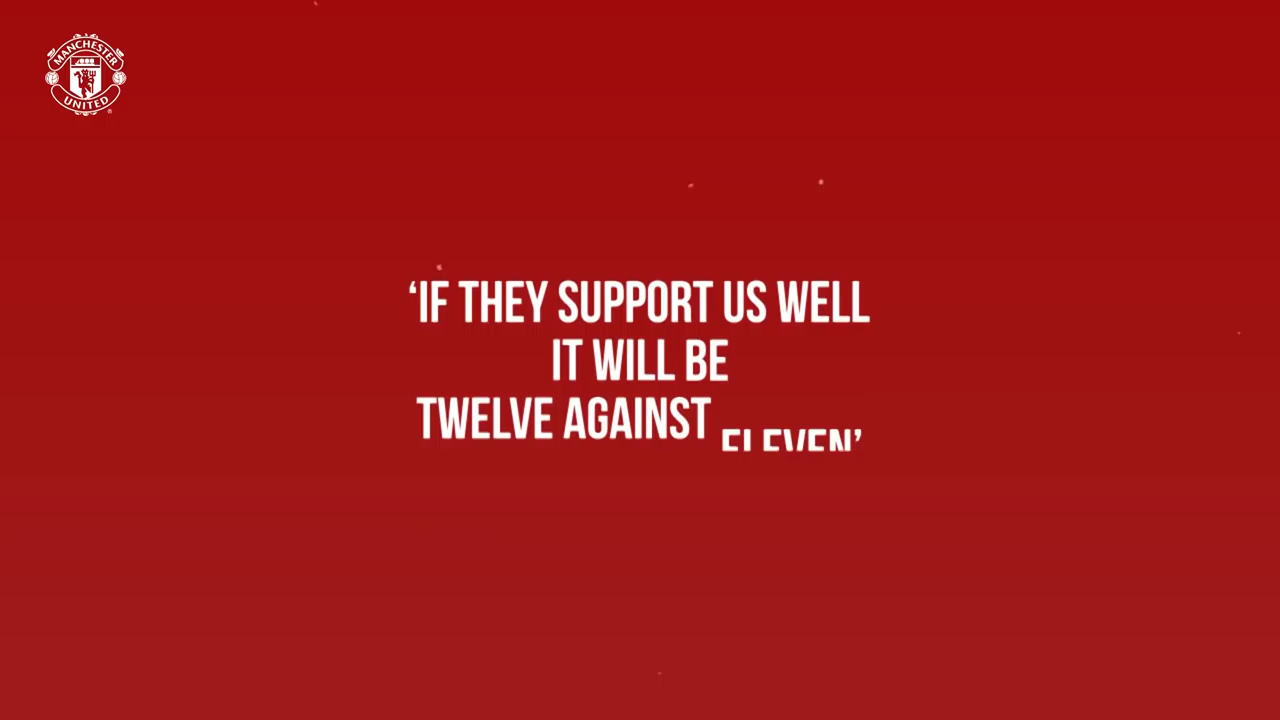 MANCHESTER
UNITED
‘IF THEY SUPPORT US WELL
IT WILL BE
TWELVE AGAINST ELEVEN’